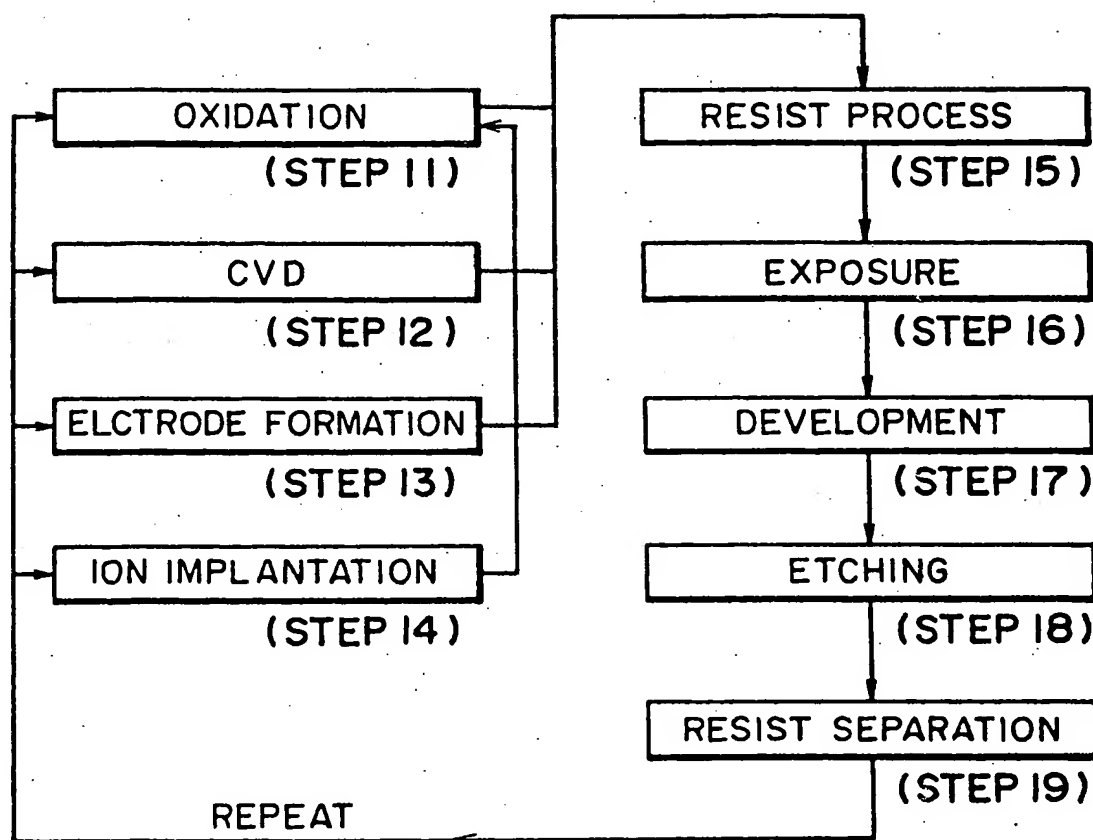 OXIDATION
(STEP 11)
CVD
(STEP 12)
ELCTRODE FORMATION
(STEP 13)
ION IMPLANTATION
(STEP 14)
RESIST PROCESS
(STEP 15)
EXPOSURE
(STEP 16)
DEVELOPMENT
(STEP 17)
ETCHING
(STEP 18)
RESIST SEPARATION
(STEP 19)
REPEAT